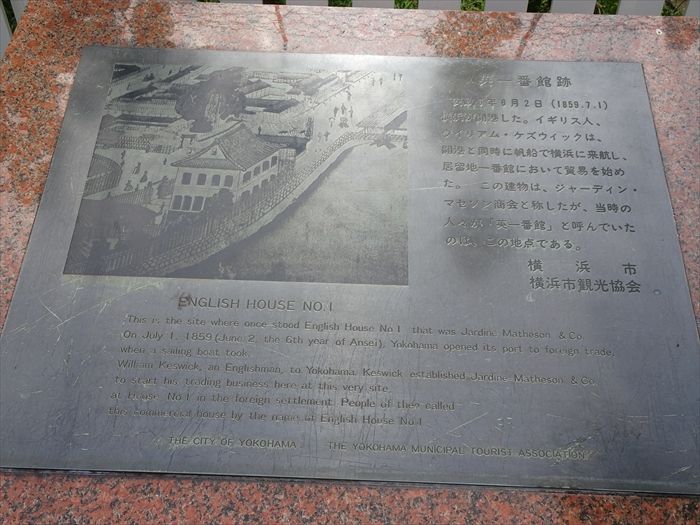 英一番館跡
年6月2日 (1859.7.1)
横浜が開港した。イギリス人、
ウイリアム・ケズウィックは、
開港と同時に帆船で横浜に来航し、
居留地一番館において貿易を始め
た。 この建物は、ジャーディン・
マセソン商会と称したが、当時の
人々が「英一番館」と呼んでいた
のは、この地点である。
横浜市
横浜市観光協会
ENGLISH HOUSE NO.1
This is the site where once stood English House No.1 that was Jardine Matheson & Co.
On July 1, 1859 (June 2, the 6th year of Ansei), Yokohama opened its port to foreign trade,
when a sailing boat took
William Keswick, an Englishman, to Yokohama. Keswick established Jardine Matheson & Co.
to start his trading business here at this very site,
at House No.1 in the foreign settlement. People of then called
this commercial house by the name of English House No.1
THE CITY OF YOKOHAMA THE YOKOHAMA MUNICIPAL TOURIST ASSOCIATION